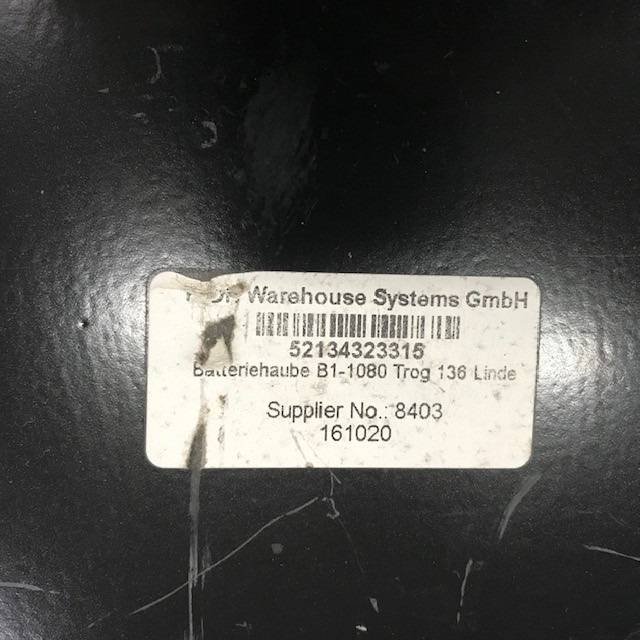 Warehouse Systems GmbH
52134323315
Batteriehaube B1-1080 Trog 136 Linde
Supplier No.: 8403
161020